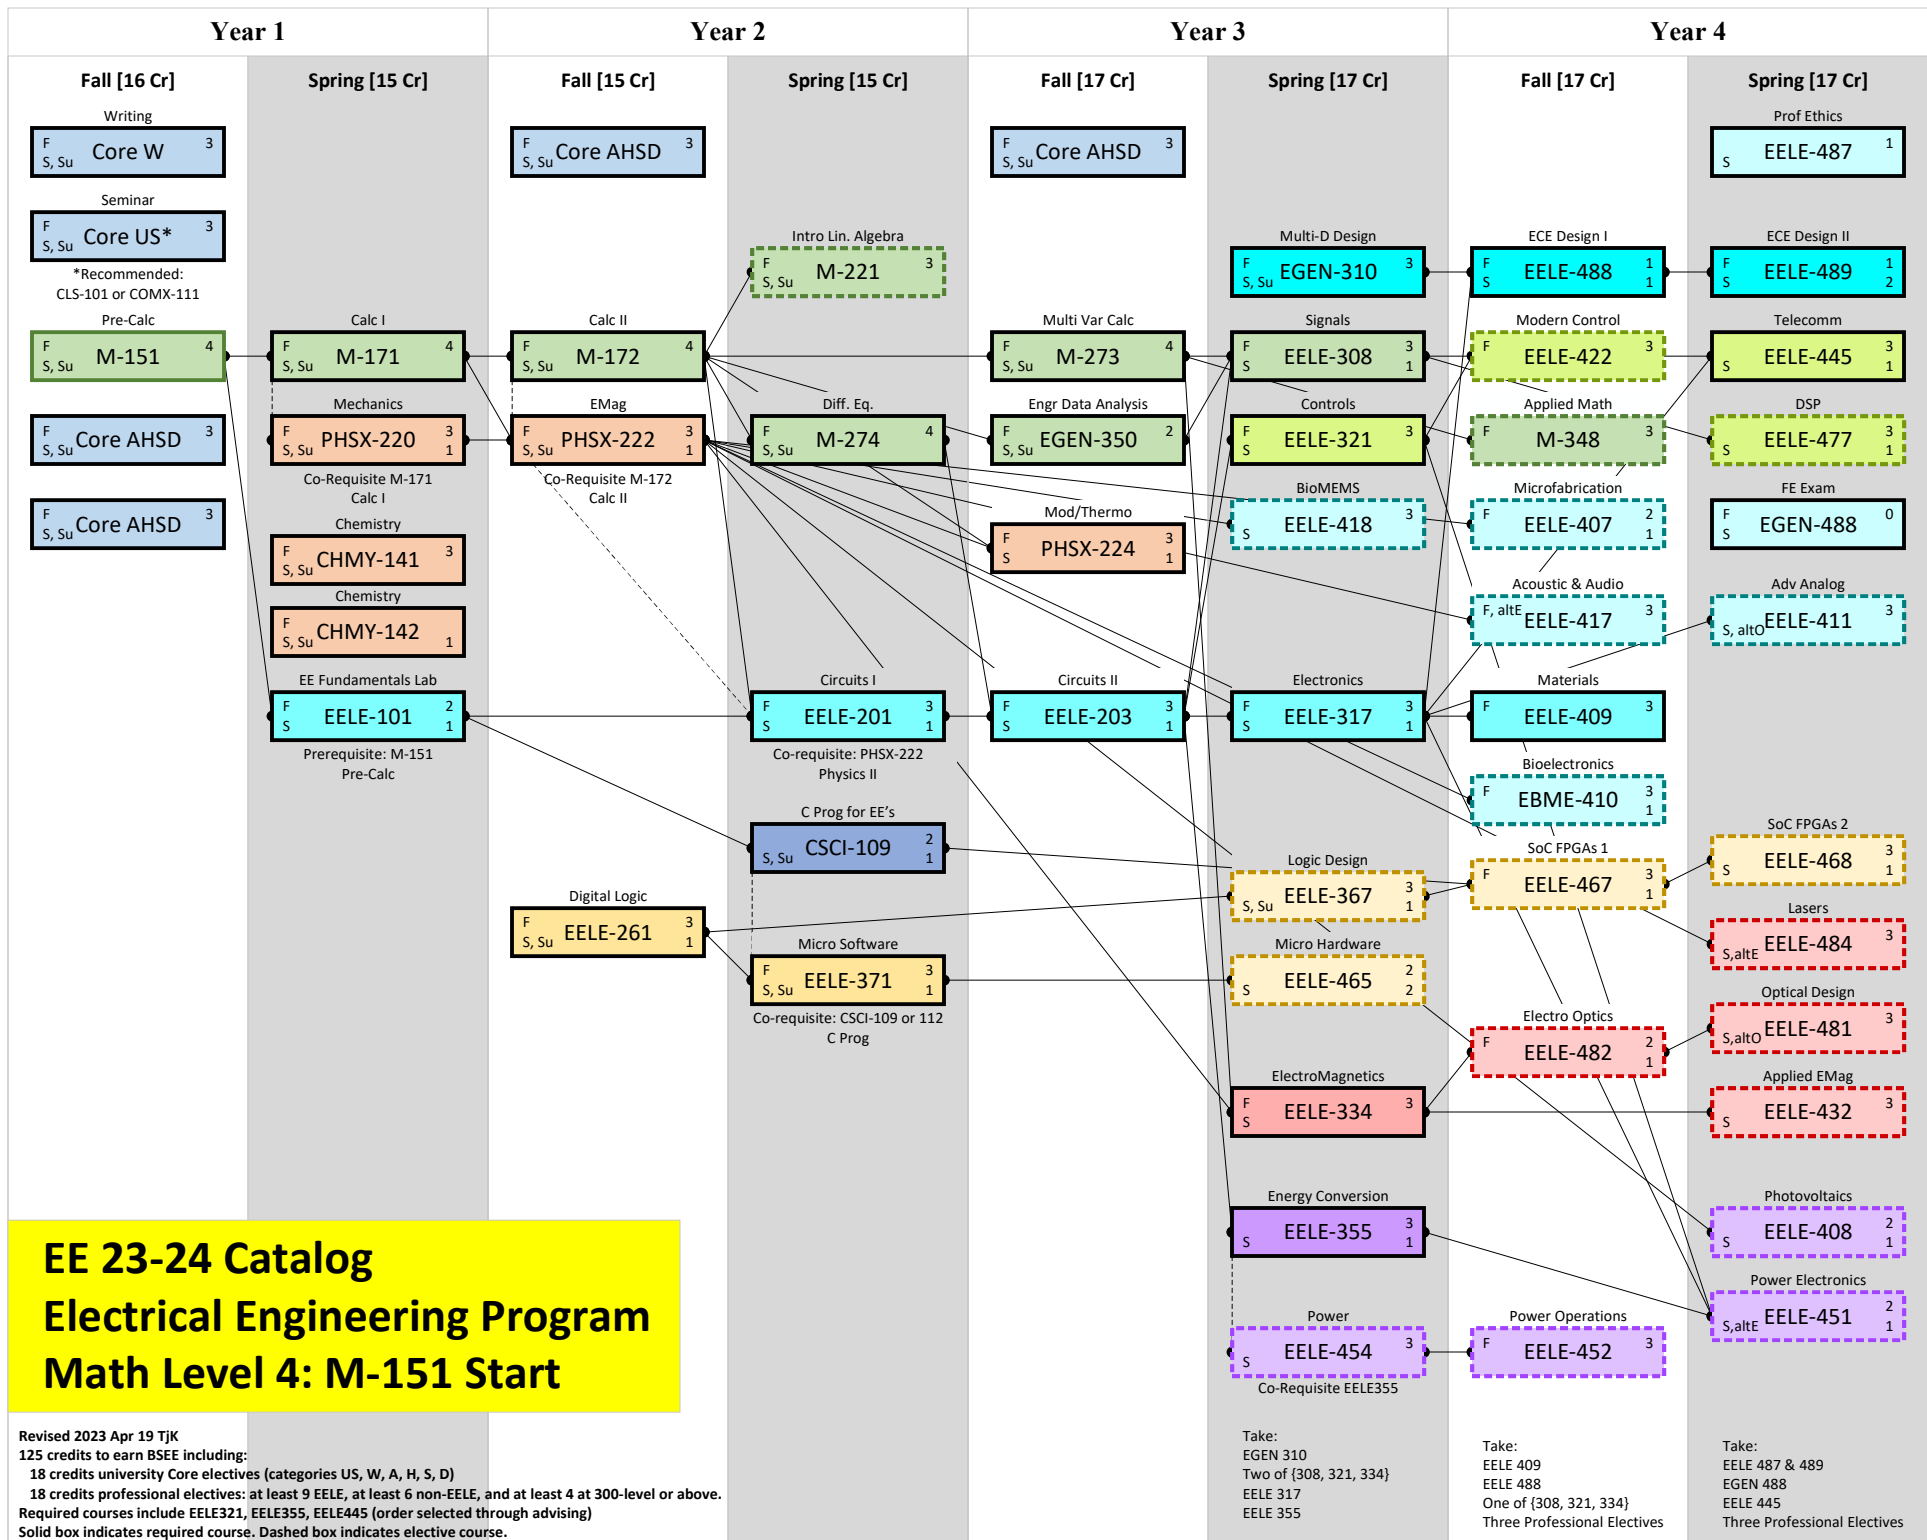 Year 1
Year 2
Year 3
Year 4
Fall [16 Cr]
Spring [15 Cr]
Fall [15 Cr]
Spring [15 Cr]
Fall [17 Cr]
Spring [17 Cr]
Fall [17 Cr]
Spring [17 Cr]
Writing
F
S, Su
Core W
3
Seminar
F
S, Su
Core US*
3
*Recommended:
CLS-101 or COMX-111
Pre-Calc
F
S, Su
M-151
4
F
S, Su
Core AHSD
3
F
S, Su
Core AHSD
3
Calc I
F
S, Su
M-171
4
Mechanics
F
S, Su
PHSX-220
3
1
Co-Requisite M-171
Calc I
Chemistry
F
S, Su
CHMY-141
3
Chemistry
F
S, Su
CHMY-142
1
EE Fundamentals Lab
F
S
EELE-101
2
1
Prerequisite: M-151
Pre-Calc
F
S, Su
Core AHSD
3
Calc II
F
S, Su
M-172
4
EMag
F
S, Su
PHSX-222
3
1
Co-Requisite M-172
Calc II
Digital Logic
F
S, Su
EELE-261
3
1
Intro Lin. Algebra
F
S, Su
M-221
3
Diff. Eq.
F
S, Su
M-274
4
Circuits I
F
S
EELE-201
3
1
Co-requisite: PHSX-222
Physics II
C Prog for EE's
S, Su
CSCI-109
2
1
Micro Software
F
S, Su
EELE-371
3
1
Co-requisite: CSCI-109 or 112
C Prog
F
S, Su
Core AHSD
3
Multi Var Calc
F
S, Su
M-273
4
Engr Data Analysis
F
S, Su
EGEN-350
2
Mod/Thermo
F
S
PHSX-224
3
1
Circuits II
F
S
EELE-203
3
1
Multi-D Design
F
S, Su
EGEN-310
3
Signals
F
S
EELE-308
3
1
Controls
F
S
EELE-321
3
BioMEMS
S
EELE-418
3
Electronics
F
S
EELE-317
3
1
Logic Design
S, Su
EELE-367
3
1
Micro Hardware
S
EELE-465
2
2
ElectroMagnetics
F
S
EELE-334
3
Energy Conversion
S
EELE-355
3
1
Power
S
EELE-454
3
Co-Requisite EELE355
Take:
EGEN 310
Two of {308, 321, 334}
EELE 317
EELE 355
ECE Design I
F
S
EELE-488
1
1
Modern Control
F
EELE-422
3
Applied Math
F
M-348
3
Microfabrication
F
EELE-407
2
1
Acoustic & Audio
F, altE
EELE-417
3
Materials
F
EELE-409
3
Bioelectronics
F
EBME-410
3
1
SoC FPGAs 1
F
EELE-467
3
1
Electro Optics
F
EELE-482
2
1
Power Operations
F
EELE-452
3
Take:
EELE 409
EELE 488
One of {308, 321, 334}
Three Professional Electives
Prof Ethics
S
EELE-487
1
ECE Design II
F
S
EELE-489
1
2
Telecomm
S
EELE-445
3
1
DSP
S
EELE-477
3
1
FE Exam
F
S
EGEN-488
0
Adv Analog
S, altO
EELE-411
3
SoC FPGAs 2
S
EELE-468
3
1
Lasers
S,altE
EELE-484
3
Optical Design
S,altO
EELE-481
3
Applied EMag
S
EELE-432
3
Photovoltaics
S
EELE-408
2
1
Power Electronics
S,altE
EELE-451
2
1
Take:
EELE 487 & 489
EGEN 488
EELE 445
Three Professional Electives
EE 23-24 Catalog
Electrical Engineering Program
Math Level 4: M-151 Start
Revised 2023 Apr 19 TjK
125 credits to earn BSEE including:
18 credits university Core electives (categories US, W, A, H, S, D)
18 credits professional electives: at least 9 EELE, at least 6 non-EELE, and at least 4 at 300-level or above.
Required courses include EELE321, EELE355, EELE445 (order selected through advising)
Solid box indicates required course. Dashed box indicates elective course.